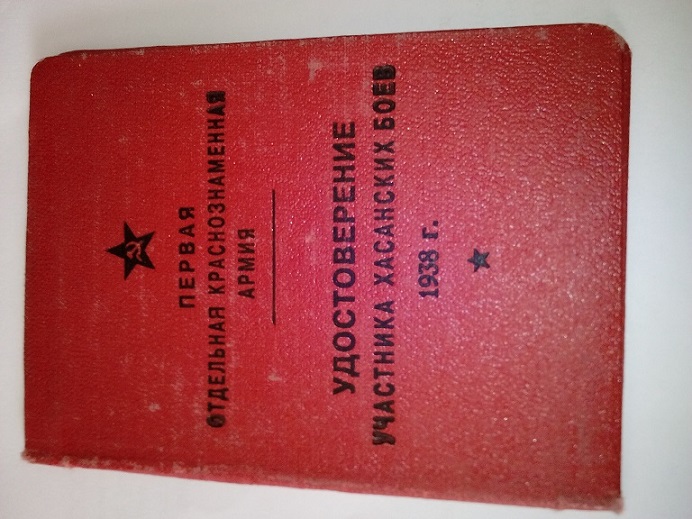 ПЕРВАЯ
ОТДЕЛЬНАЯ КРАСНОЗНАМЕННАЯ
АРМИЯ
УДОСТОВЕРЕНИЕ
УЧАСТНИКА ХАСАНСКИХ БОЕВ
1938 г.